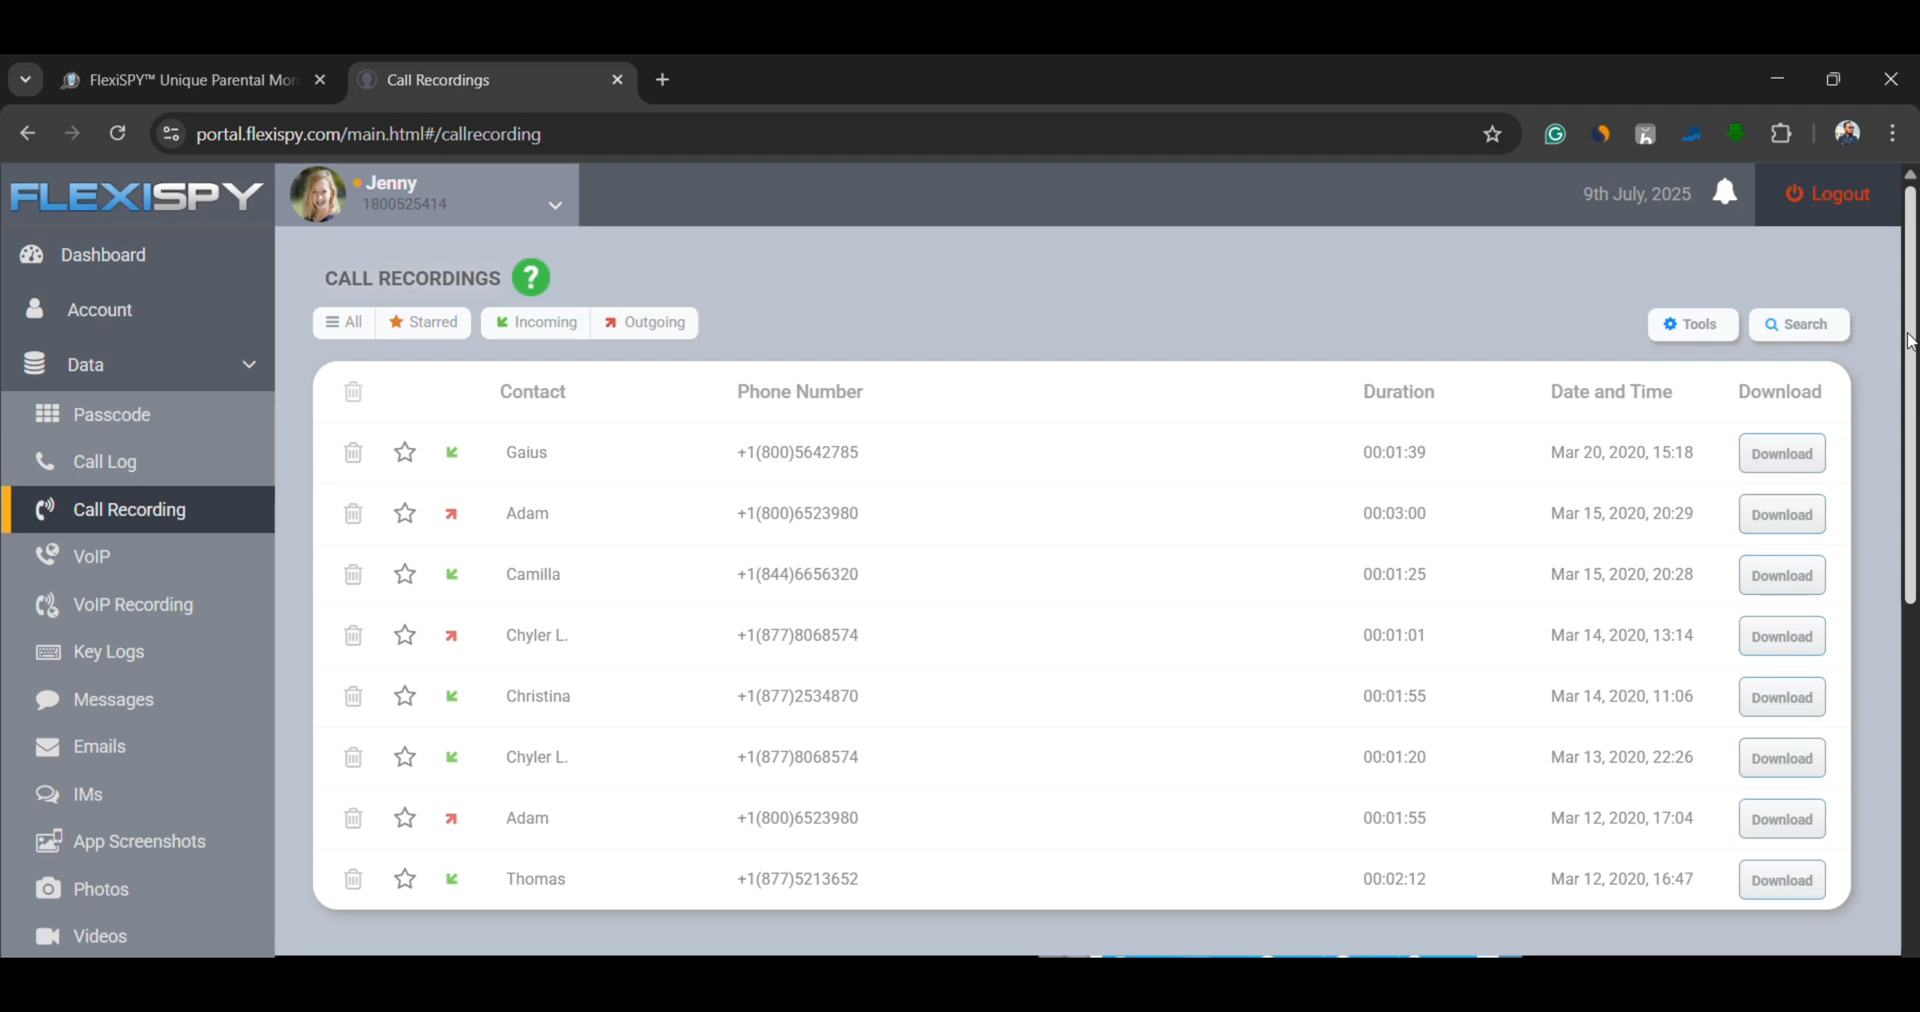 FlexiSPY™ Unique Parental Mon
Call Recordings
portal.flexispy.com/main.html#/callrecording
FLEXISPY
Jenny
1800525414
9th July, 2025
Logout
Dashboard
Account
Data
Passcode
Call Log
Call Recording
VoIP
VoIP Recording
Key Logs
Messages
Emails
IMs
App Screenshots
Photos
Videos
CALL RECORDINGS ?
All Starred Incoming Outgoing
Tools Search
Contact Phone Number Duration Date and Time Download
Gaius +1(800)5642785 00:01:39 Mar 20, 2020, 15:18 Download
Adam +1(800)6523980 00:03:00 Mar 15, 2020, 20:29 Download
Camilla +1(844)6656320 00:01:25 Mar 15, 2020, 20:28 Download
Chyler L. +1(877)8068574 00:01:01 Mar 14, 2020, 13:14 Download
Christina +1(877)2534870 00:01:55 Mar 14, 2020, 11:06 Download
Chyler L. +1(877)8068574 00:01:20 Mar 13, 2020, 22:26 Download
Adam +1(800)6523980 00:01:55 Mar 12, 2020, 17:04 Download
Thomas +1(877)5213652 00:02:12 Mar 12, 2020, 16:47 Download